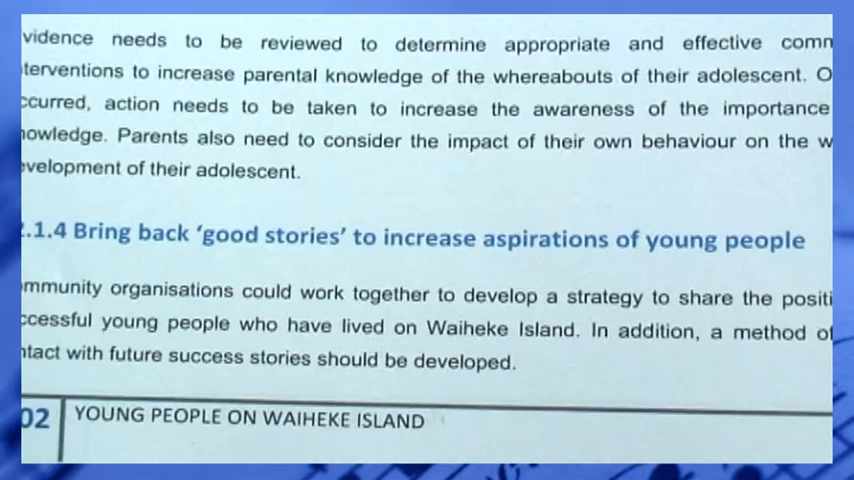 vidence needs to be reviewed to determine appropriate and effective comm
terventions to increase parental knowledge of the whereabouts of their adolescent. O
ccurred, action needs to be taken to increase the awareness of the importance
nowledge. Parents also need to consider the impact of their own behaviour on the w
evelopment of their adolescent.
2.1.4 Bring back ‘good stories’ to increase aspirations of young people
ommunity organisations could work together to develop a strategy to share the positi
ccessful young people who have lived on Waiheke Island. In addition, a method of
ntact with future success stories should be developed.
02 YOUNG PEOPLE ON WAIHEKE ISLAND